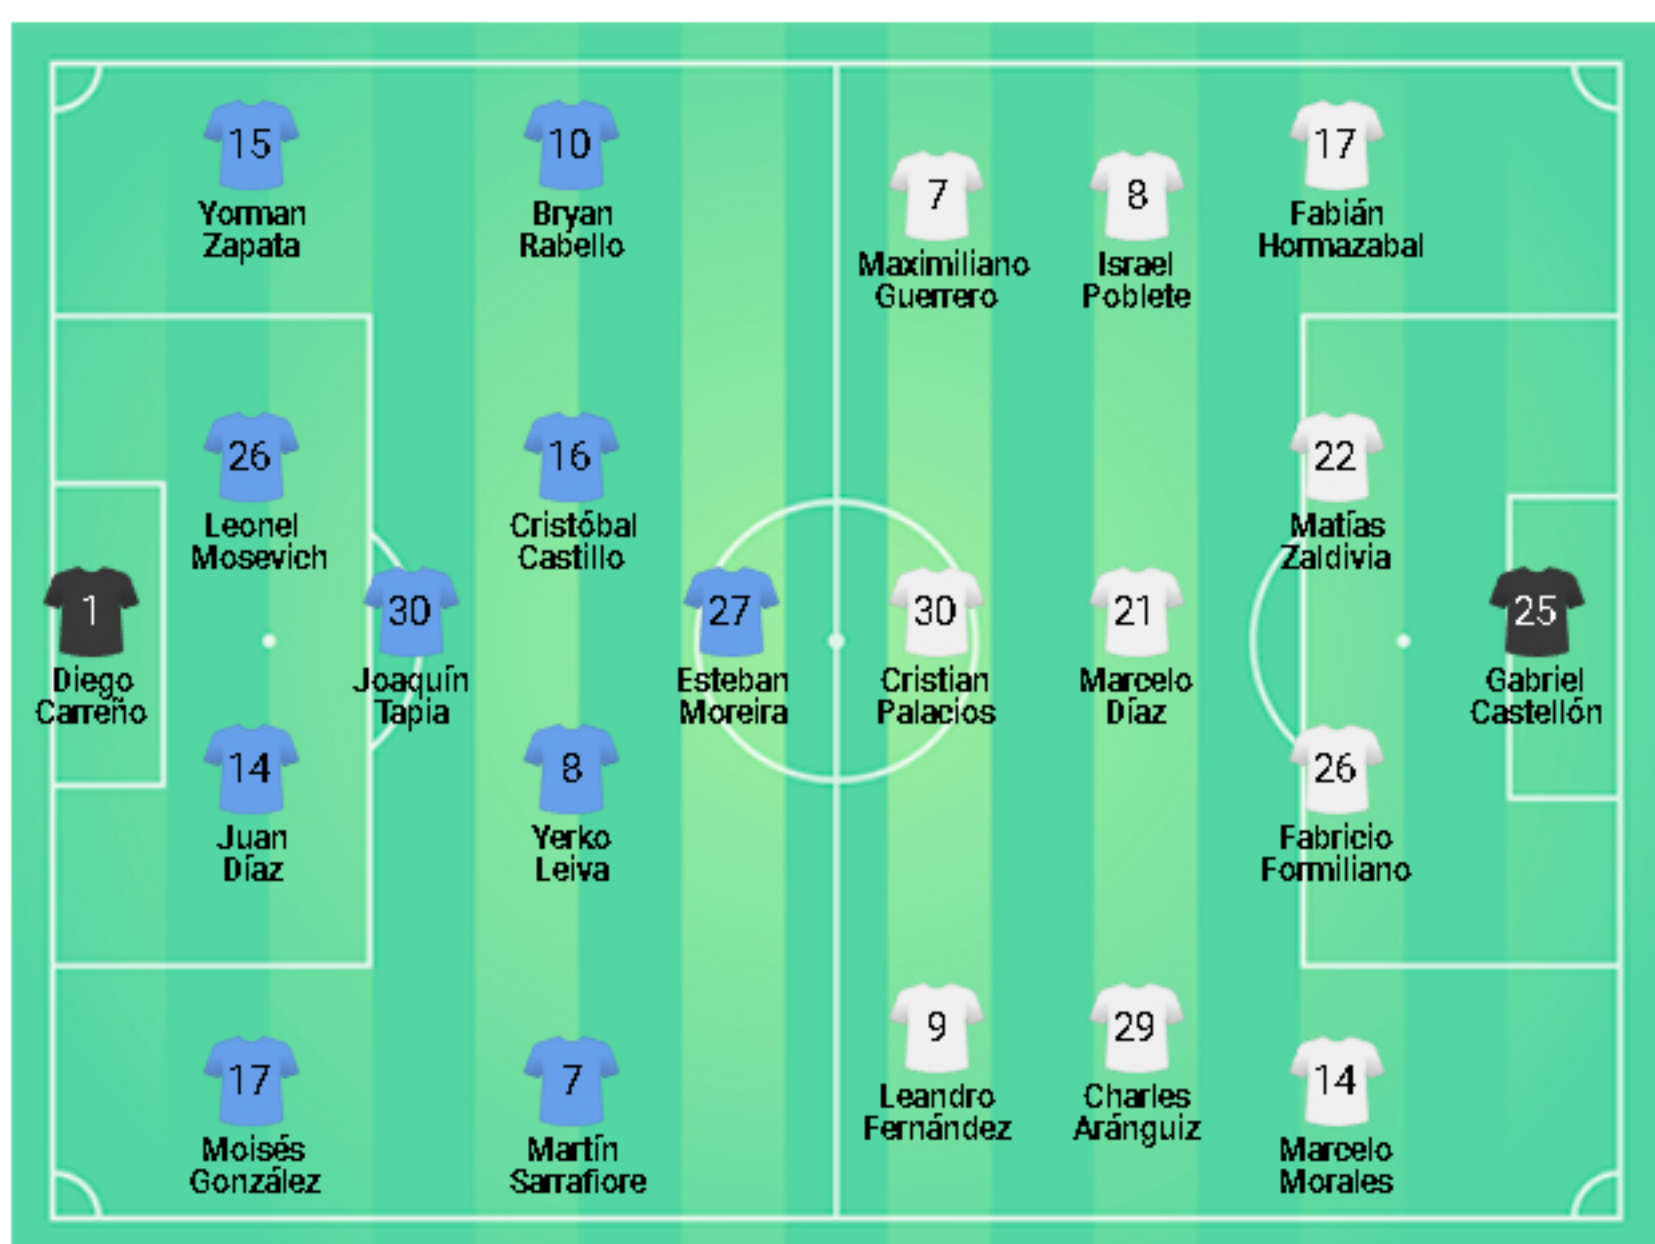 15
Yorman
Zapata
10
Bryan
Rabello
7
Maximiliano
Guerrero
8
Israel
Poblete
17
Fabián
Hormazabal
26
Leonel
Mosevich
16
Cristóbal
Castillo
22
Matías
Zaldivia
1
Diego
Carreño
30
Joaquín
Tapia
27
Esteban
Moreira
30
Cristian
Palacios
21
Marcelo
Díaz
25
Gabriel
Castellón
14
Juan
Díaz
8
Yerko
Leiva
26
Fabricio
Formiliano
17
Moisés
González
7
Martín
Sarrafiore
9
Leandro
Fernández
29
Charles
Aránguiz
14
Marcelo
Morales